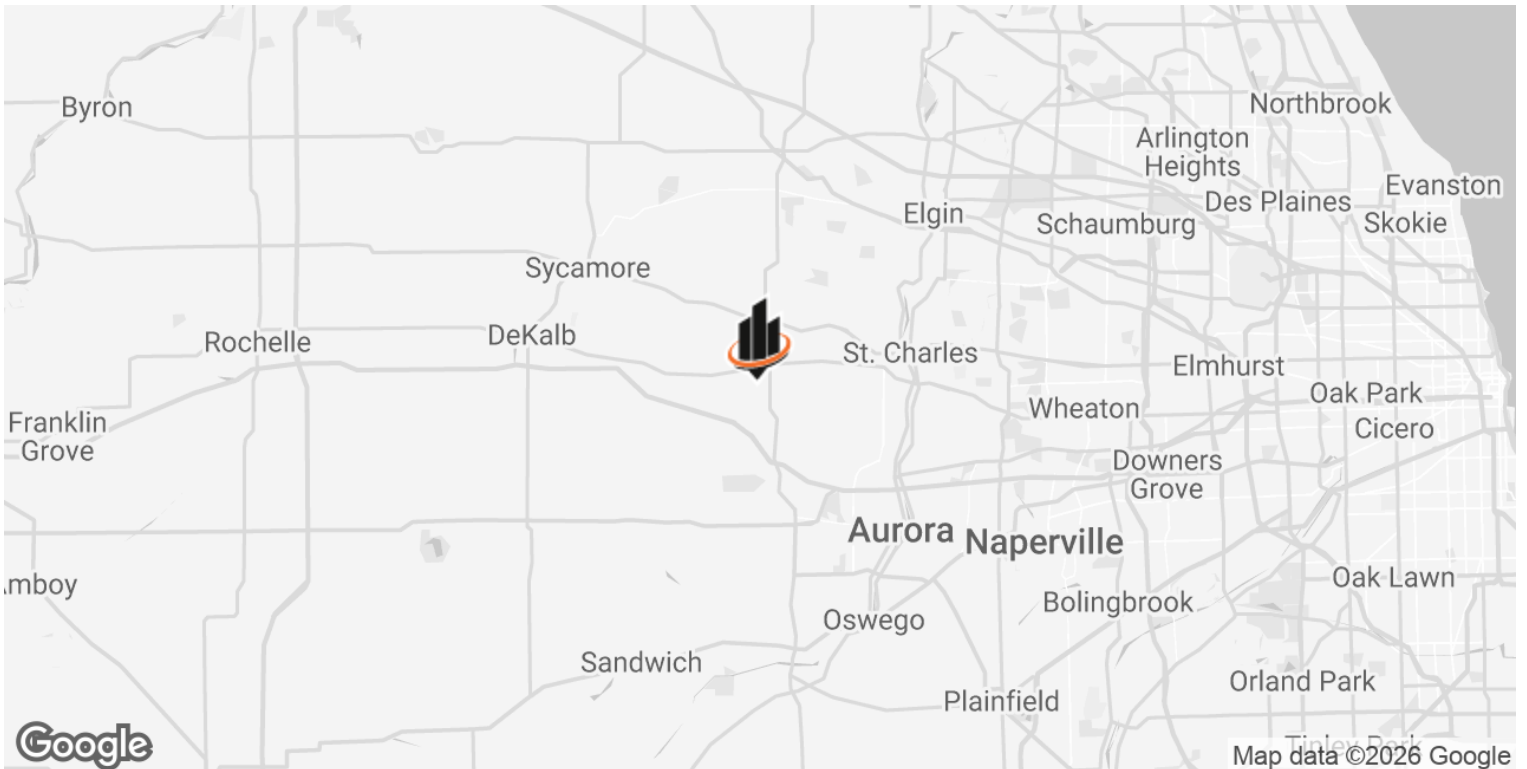 Byron
Northbrook
Arlington
Heights
Evanston
Des Plaines
Elgin
Schaumburg
Skokie
Sycamore
Rochelle
DeKalb
St. Charles
Elmhurst
Oak Park
Wheaton
Franklin
Grove
Cicero
Downers
Grove
Aurora
Naperville
Oak Lawn
mboy
Bolingbrook
Oswego
Sandwich
Orland Park
Plainfield
Google
Map data ©2026 Google